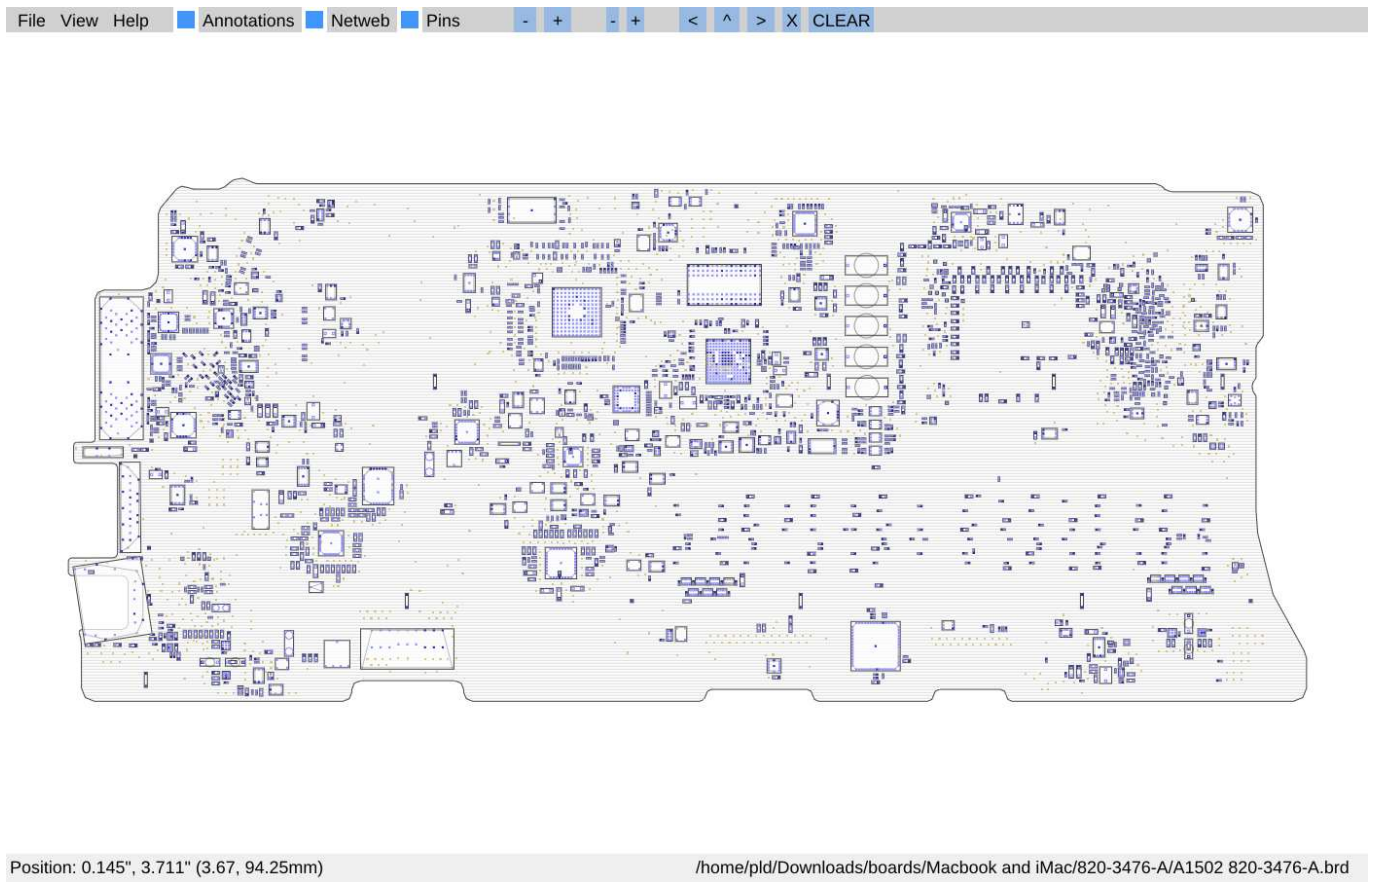 File View Help Annotations Netweb Pins - + - + < ^ > X CLEAR
Position: 0.145", 3.711" (3.67, 94.25mm) /home/pld/Downloads/boards/Macbook and iMac/820-3476-A/A1502 820-3476-A.brd